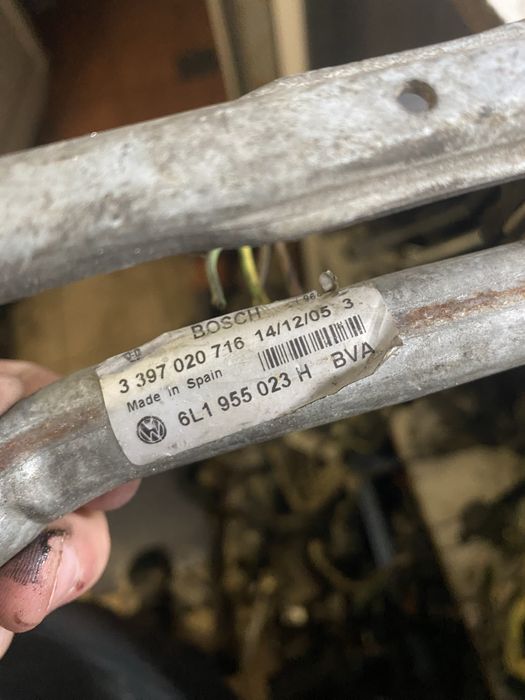 BOSCH
3 397 020 716 14/12/05 3
Made in Spain
6L1 955 023 H BVA